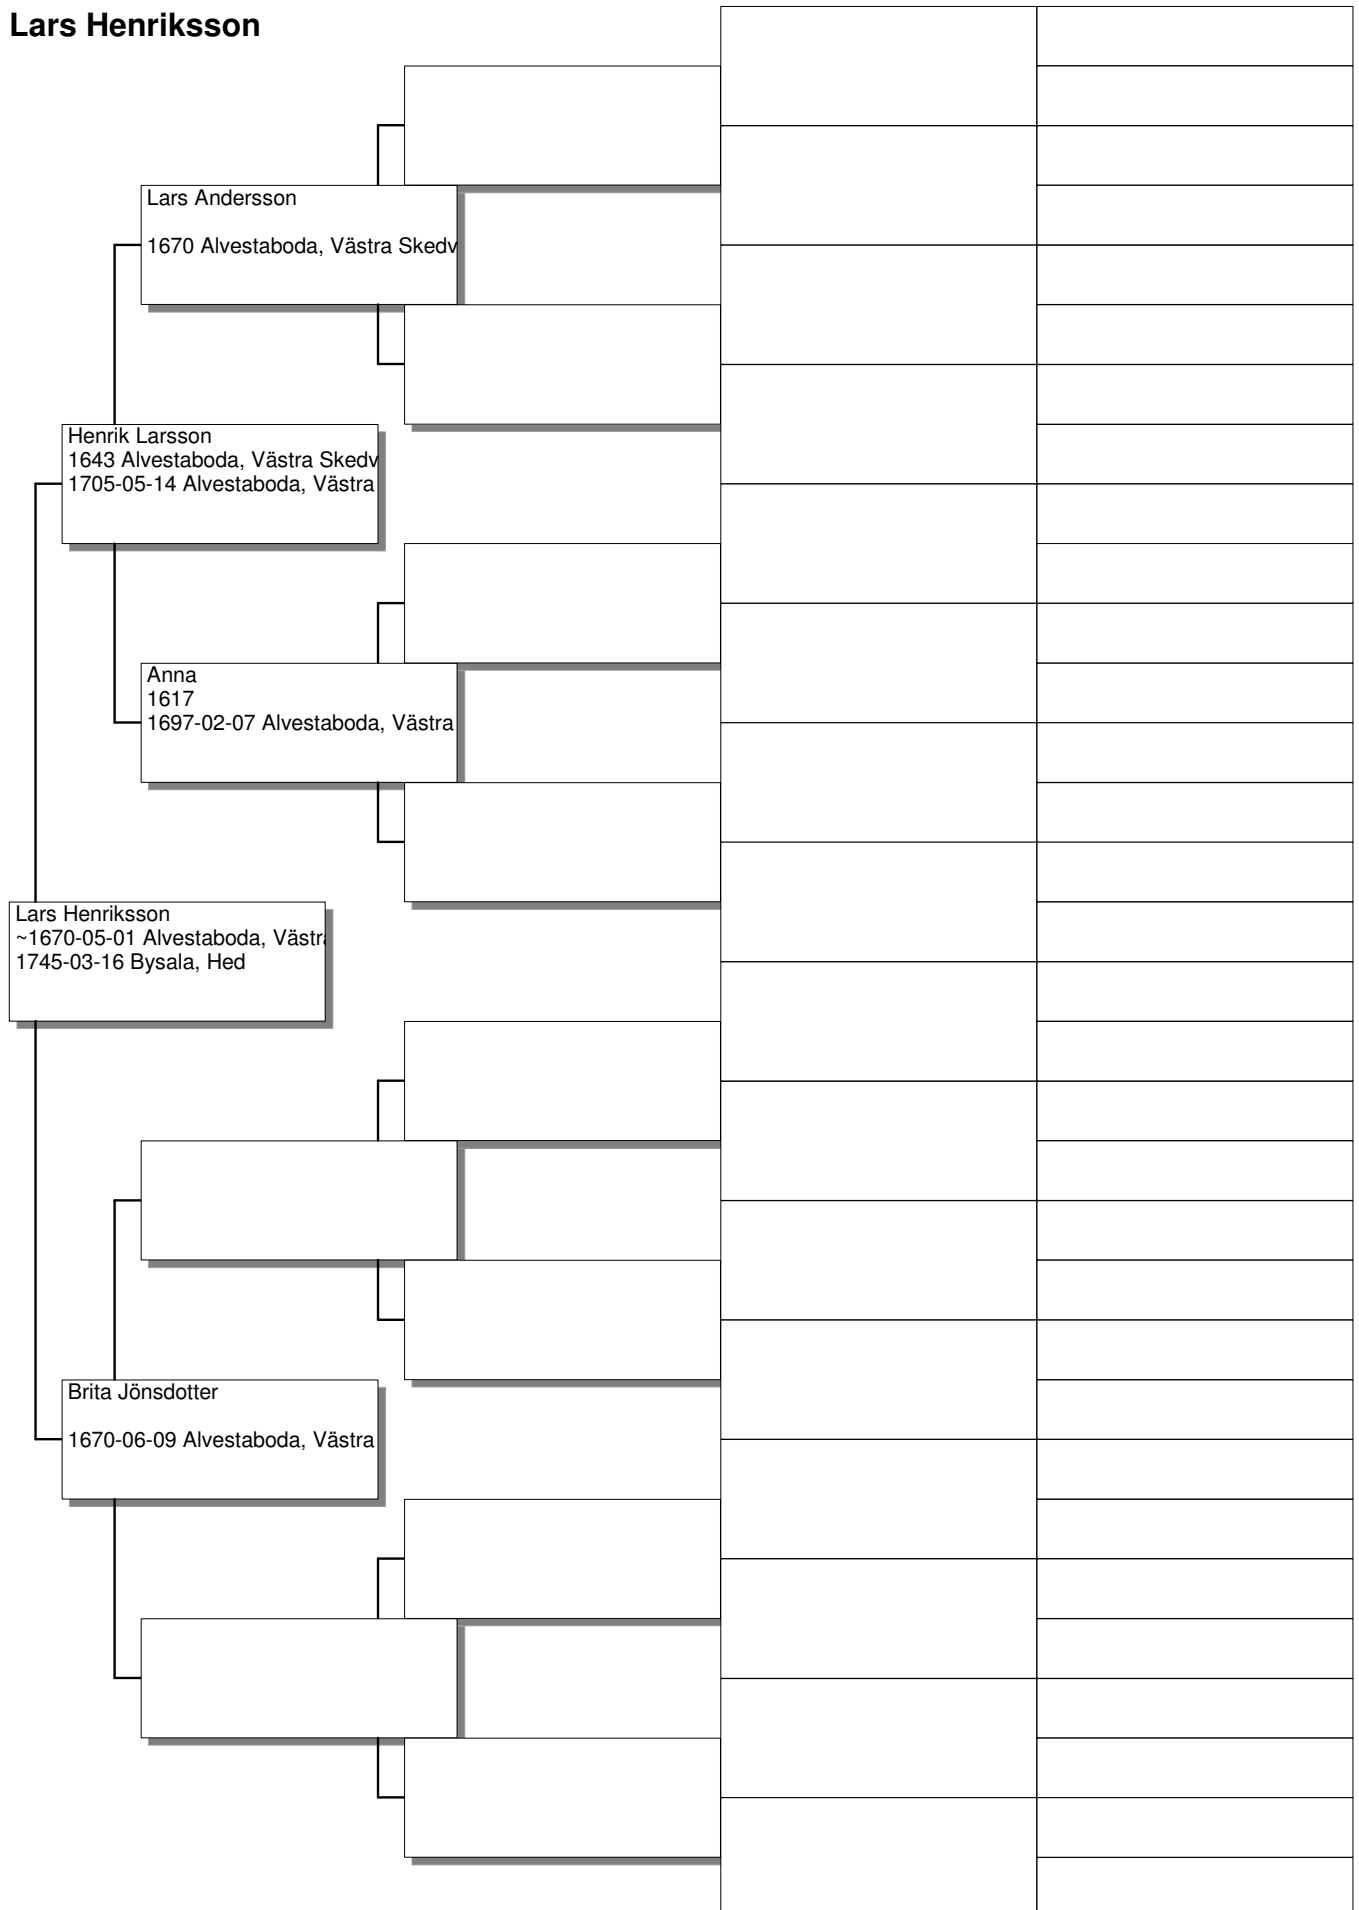 Lars Henriksson
Lars Andersson
1670 Alvestaboda, Västra Skedv
Henrik Larsson
1643 Alvestaboda, Västra Skedv
1705-05-14 Alvestaboda, Västra
Anna
1617
1697-02-07 Alvestaboda, Västra
Lars Henriksson
~1670-05-01 Alvestaboda, Västra
1745-03-16 Bysala, Hed
Brita Jönsdotter
1670-06-09 Alvestaboda, Västra